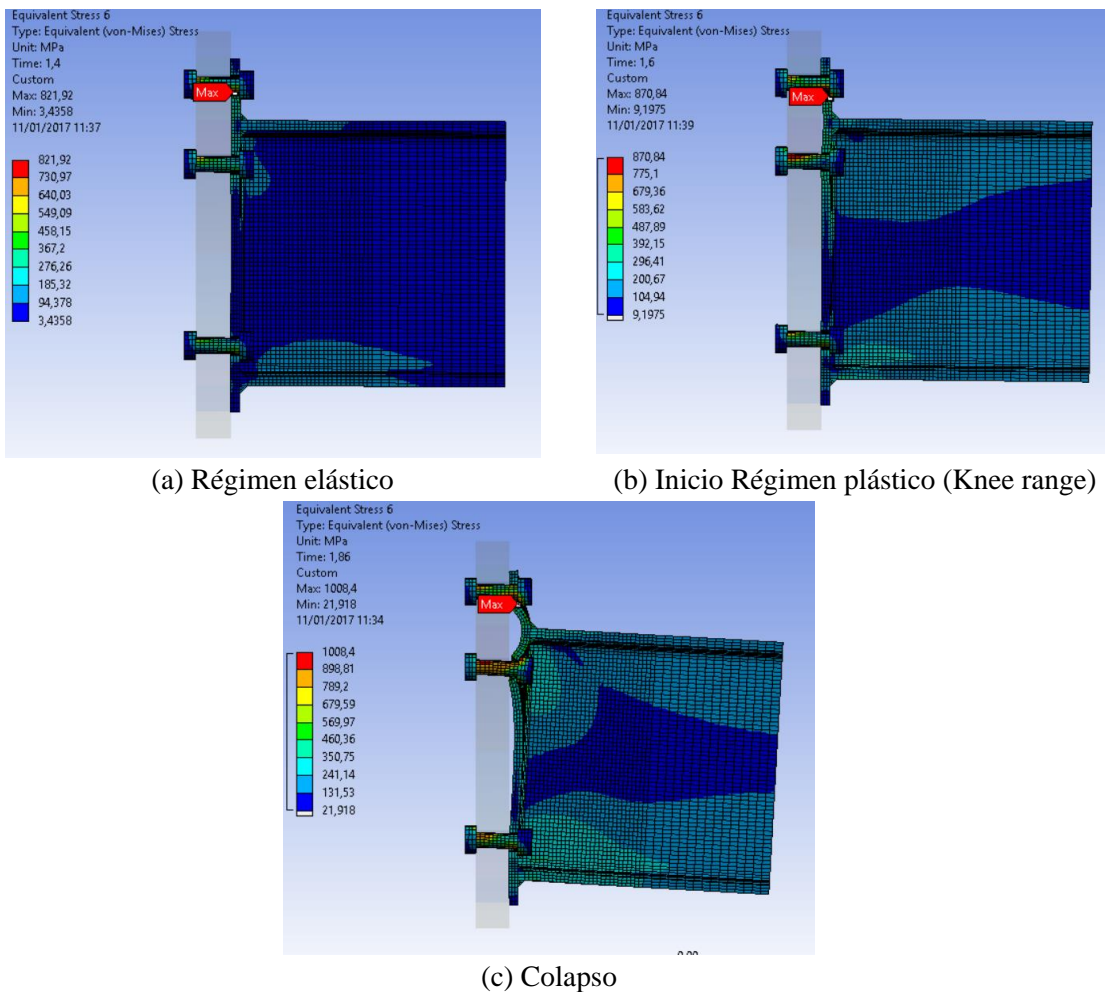 Equivalent Stress 6
Type: Equivalent (von-Mises) Stress
Unit: MPa
Time: 1,4
Custom
Max: 821,92
Min: 3,4358
11/01/2017 11:37
821,92
730,97
640,03
549,09
458,15
367,2
276,26
185,32
94,378
3,4358
Max
(a) Régimen elástico
Equivalent Stress 6
Type: Equivalent (von-Mises) Stress
Unit: MPa
Time: 1,6
Custom
Max: 870,84
Min: 9,1975
11/01/2017 11:39
870,84
775,1
679,36
583,62
487,89
392,15
296,41
200,67
104,94
9,1975
Max
(b) Inicio Régimen plástico (Knee range)
Equivalent Stress 6
Type: Equivalent (von-Mises) Stress
Unit: MPa
Time: 1,86
Custom
Max: 1008,4
Min: 21,918
11/01/2017 11:34
1008,4
898,81
789,2
679,59
569,97
460,36
350,75
241,14
131,53
21,918
Max
(c) Colapso